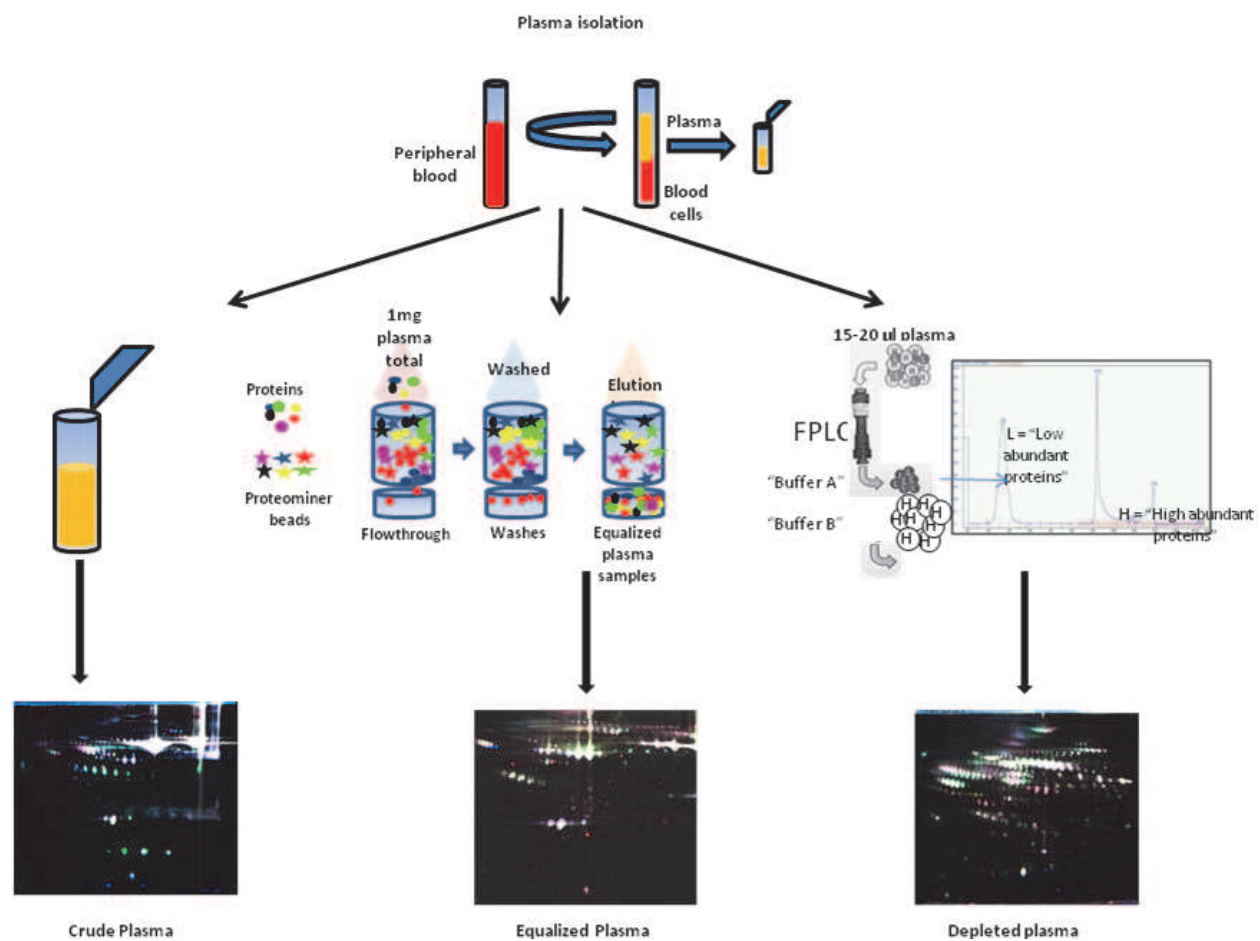 Plasma isolation
Peripheral
blood
Plasma
Blood
cells
Proteins
Proteominer
beads
1mg
plasma
total
Flowthrough
Washed
Washes
Elution
Equalized
plasma
samples
15-20 ul plasma
FPLC
"Buffer A"
"Buffer B"
H H H
H H H
H H
L = "Low
abundant
proteins"
H = "High abundant
proteins"
Crude Plasma
Equalized Plasma
Depleted plasma